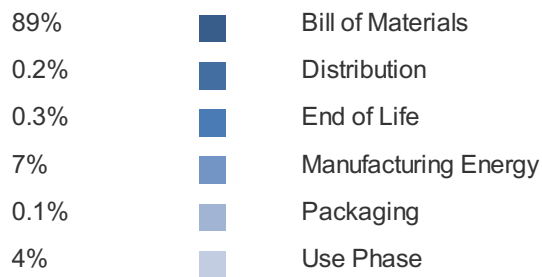 89% Bill of Materials
0.2% Distribution
0.3% End of Life
7% Manufacturing Energy
0.1% Packaging
4% Use Phase